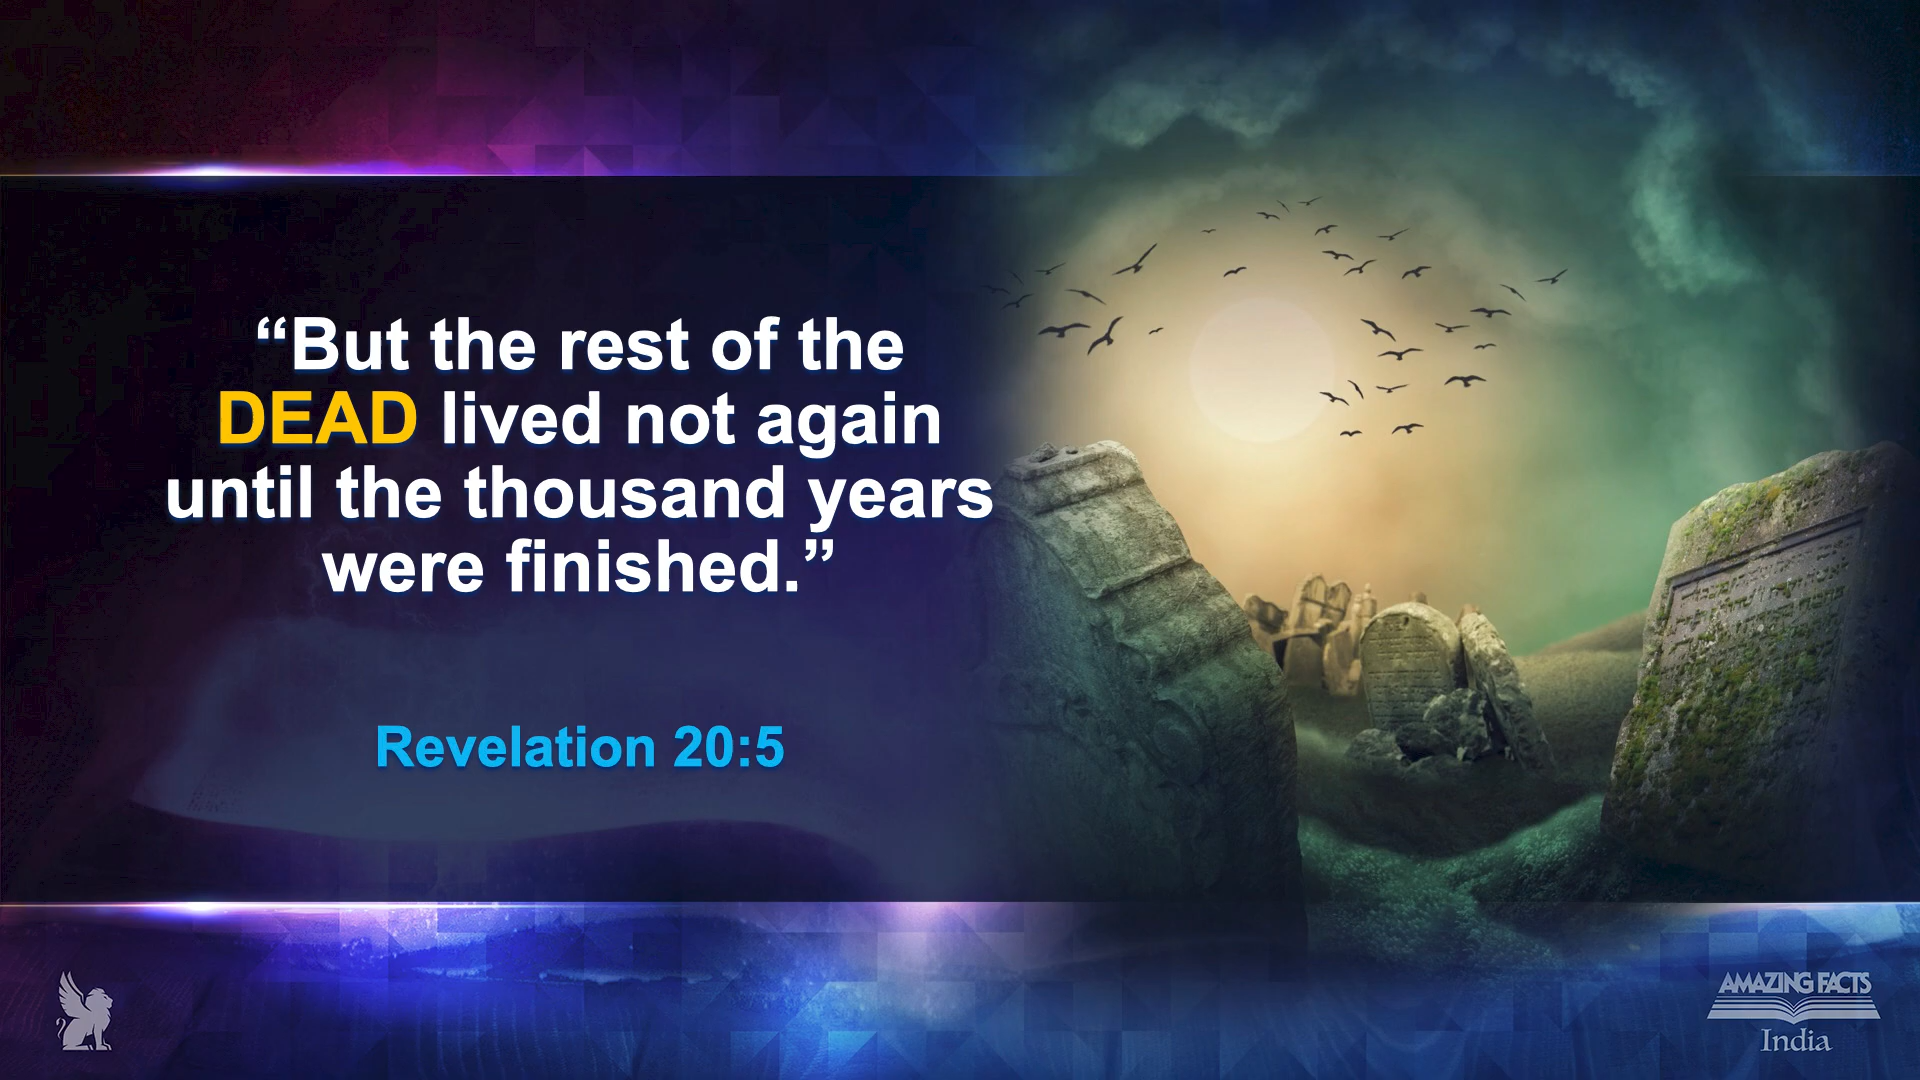 “But the rest of the
DEAD lived not again
until the thousand years
were finished.”
Revelation 20:5
AMAZING FACTS
India